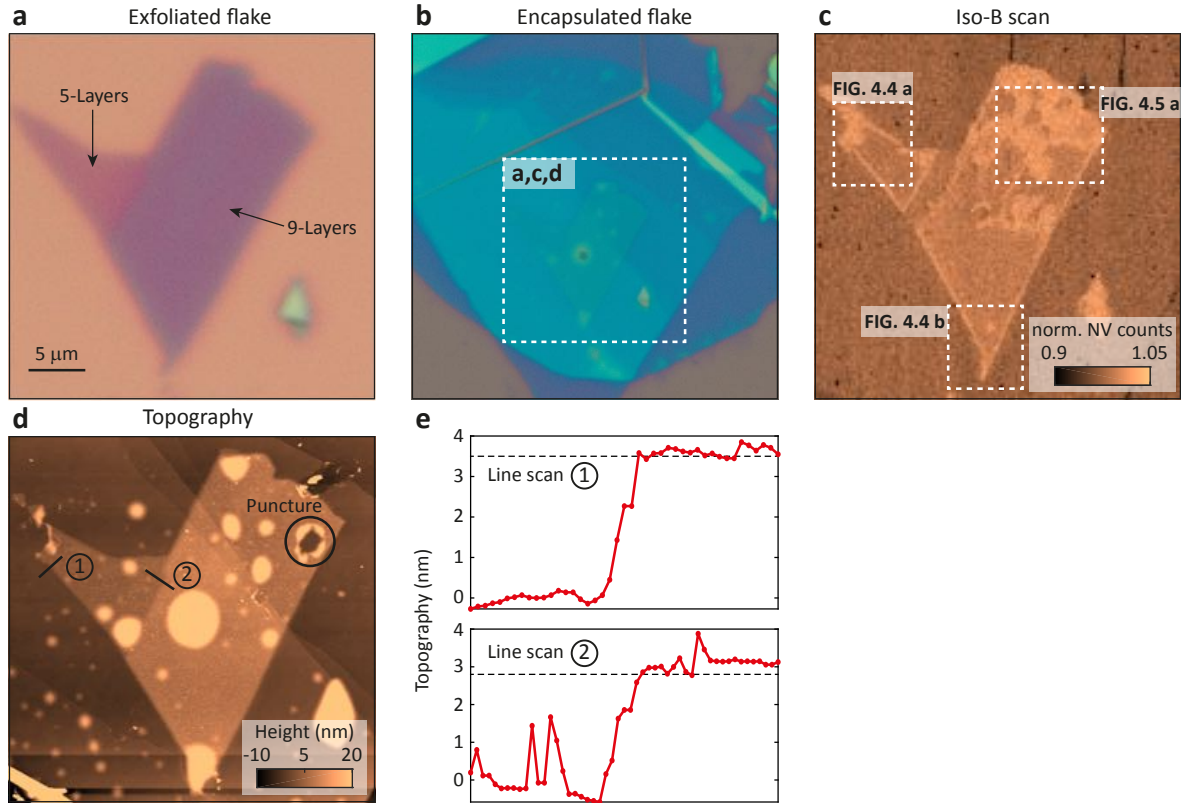 a
Exfoliated flake
5-Layers
9-Layers
5 μm
b
Encapsulated flake
a,c,d
c
Iso-B scan
FIG. 4.4 a
FIG. 4.5 a
FIG. 4.4 b
norm. NV counts
0.9 1.05
d
Topography
Puncture
1
2
Height (nm)
-10 5 20
e
Topography (nm)
4
3
2
1
0
Line scan 1
4
3
2
1
0
Line scan 2